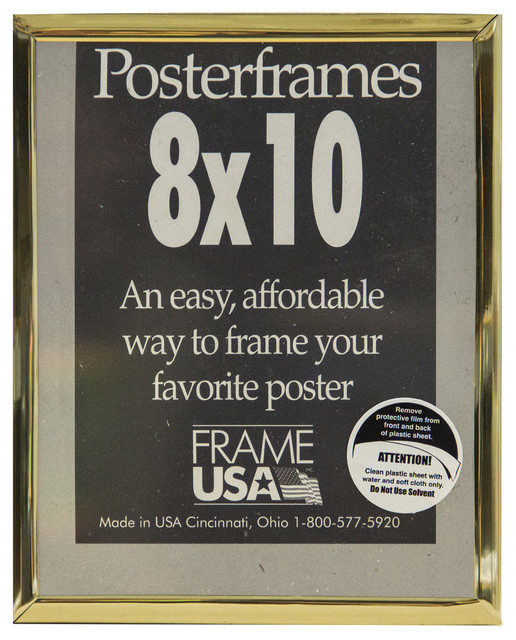 Posterframes
8x10
An easy, affordable
way to frame your
favorite poster
FRAME
USA
Made in USA Cincinnati, Ohio 1-800-577-5920
Remove
protective film from
front and back
of plastic sheet.
ATTENTION!
Clean plastic sheet with
water and soft cloth only.
Do Not Use Solvent